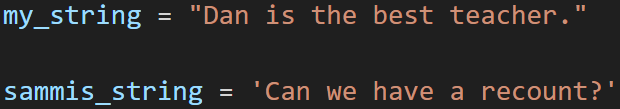 my_string = "Dan is the best teacher."
sammis_string = 'Can we have a recount?'